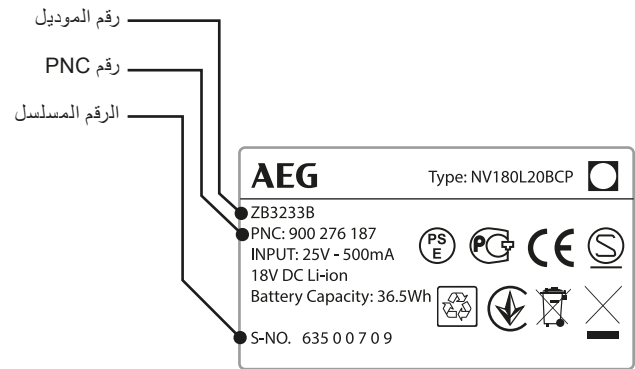 رقم الموديل
رقم PNC
الرقم المسلسل
AEG
Type: NV180L20BCP
ZB3233B
PNC: 900 276 187
INPUT: 25V - 500mA
18V DC Li-ion
Battery Capacity: 36.5Wh
S-NO. 635 0 0 7 0 9
PS
E